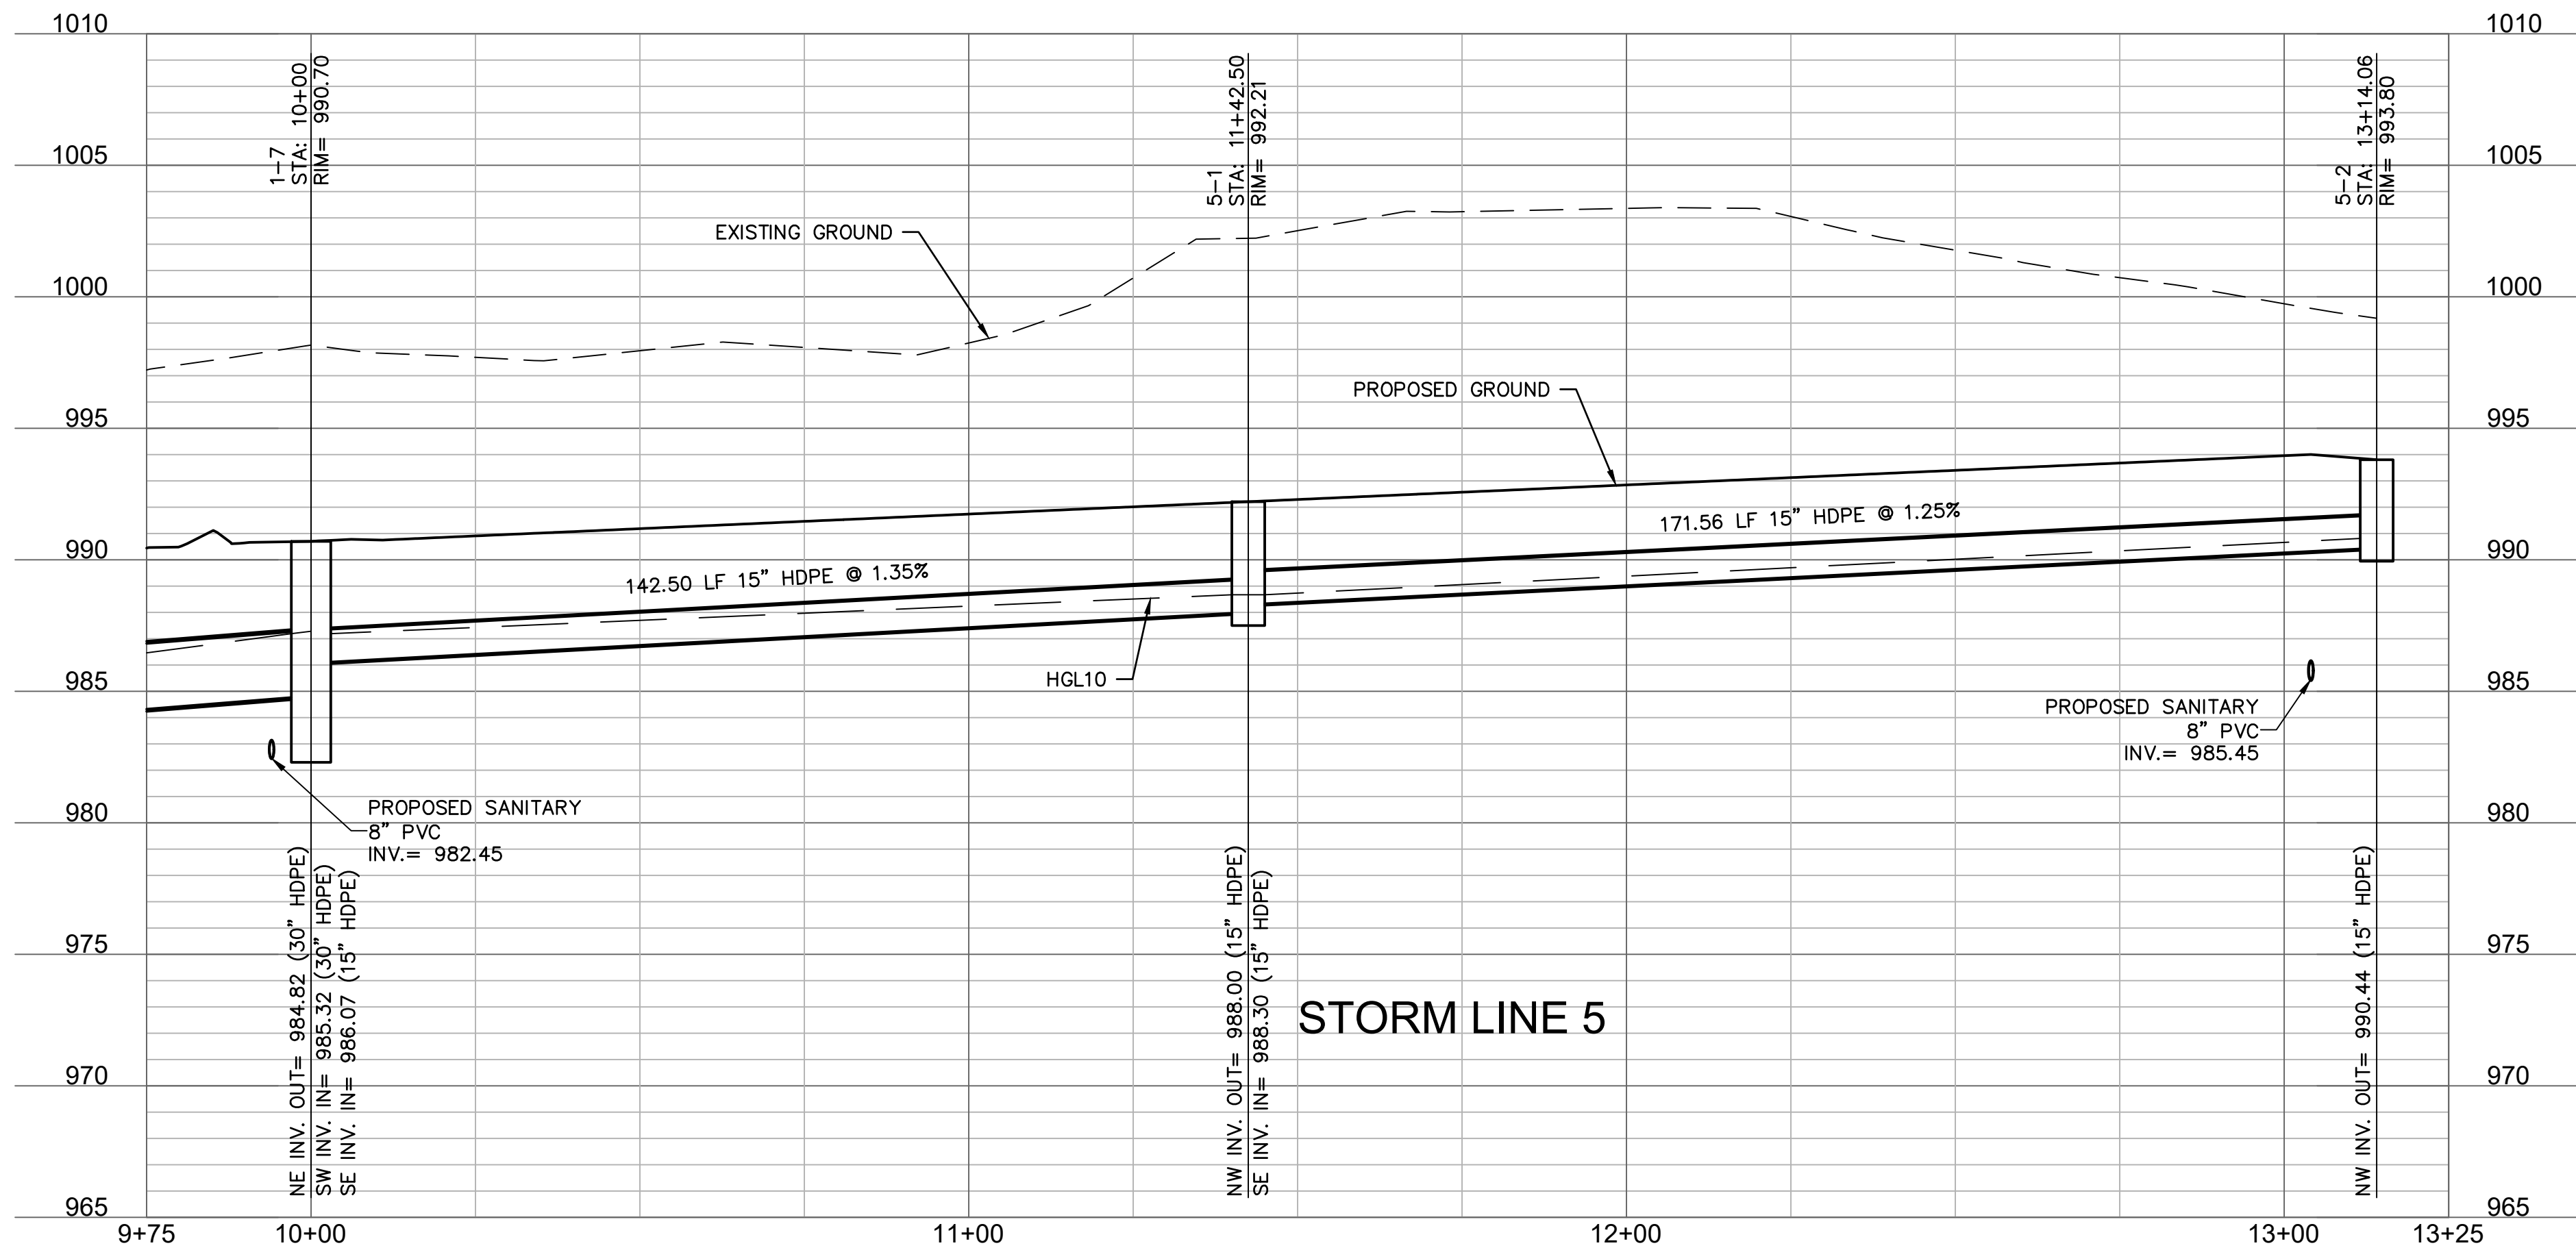 1010
1010
1005
1005
1000
1000
995
995
990
990
985
985
980
980
975
975
970
970
965
965
1-7
STA: 10+00
RIM= 990.70
5-1
STA: 11+42.50
RIM= 992.21
5-2
STA: 13+14.06
RIM= 993.80
EXISTING GROUND
PROPOSED GROUND
142.50 LF 15" HDPE @ 1.35%
171.56 LF 15" HDPE @ 1.25%
HGL10
PROPOSED SANITARY
8" PVC
INV.= 985.45
PROPOSED SANITARY
8" PVC
INV.= 982.45
NE INV. OUT= 984.82 (30" HDPE)
SW INV. IN= 985.32 (30" HDPE)
SE INV. IN= 986.07 (15" HDPE)
NW INV. OUT= 988.00 (15" HDPE)
SE INV. IN= 988.30 (15" HDPE)
NW INV. OUT= 990.44 (15" HDPE)
STORM LINE 5
9+75
10+00
11+00
12+00
13+00
13+25